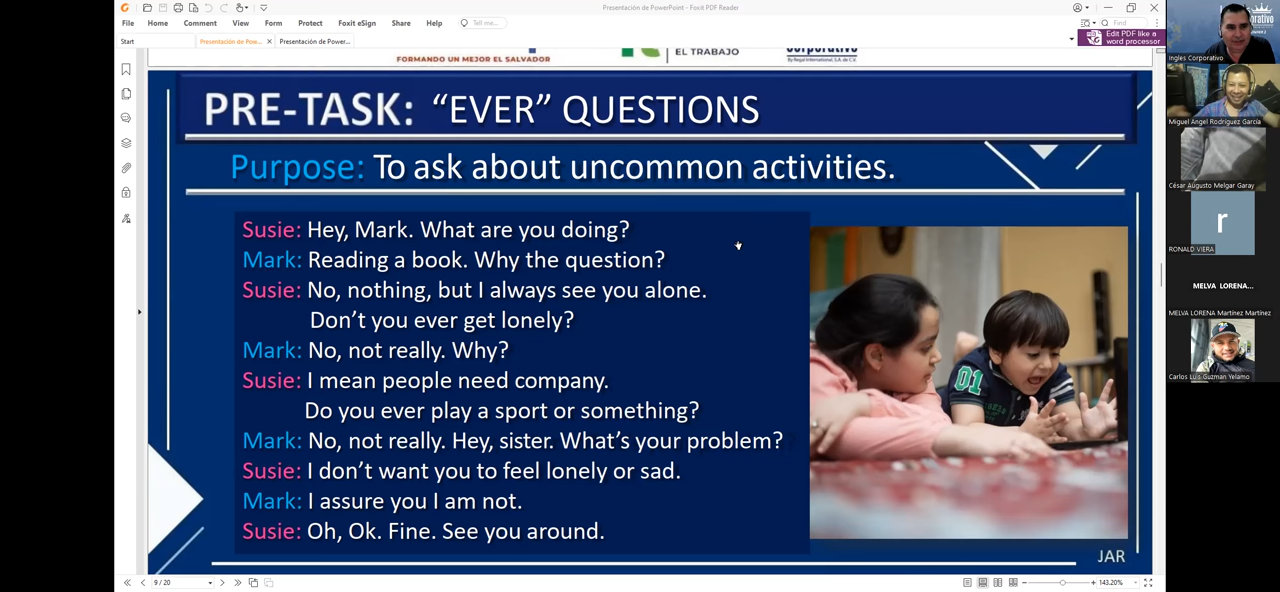 Presentación de PowerPoint - Foxit PDF Reader
File Home Comment View Form Protect Foxit eSign Share Help Tell me... Find
Start Presentación de Pow... Presentación de Power... Edit PDF like a
word processor
FORMANDO UN MEJOR EL SALVADOR EL TRABAJO Corporativo
By Regal International, S.A. de C.V.
PRE-TASK: “EVER” QUESTIONS
Purpose: To ask about uncommon activities.
Susie: Hey, Mark. What are you doing?
Mark: Reading a book. Why the question?
Susie: No, nothing, but I always see you alone.
Don’t you ever get lonely?
Mark: No, not really. Why?
Susie: I mean people need company.
Do you ever play a sport or something?
Mark: No, not really. Hey, sister. What’s your problem?
Susie: I don’t want you to feel lonely or sad.
Mark: I assure you I am not.
Susie: Oh, Ok. Fine. See you around.
01
JAR
9 / 20 143.20%
Ingles Corporativo
Miguel Angel Rodríguez García
César Augusto Melgar Garay
r
RONALD VIERA
MELVA LORENA...
MELVA LORENA Martínez Martínez
Carlos Luis Guzman Yelamo